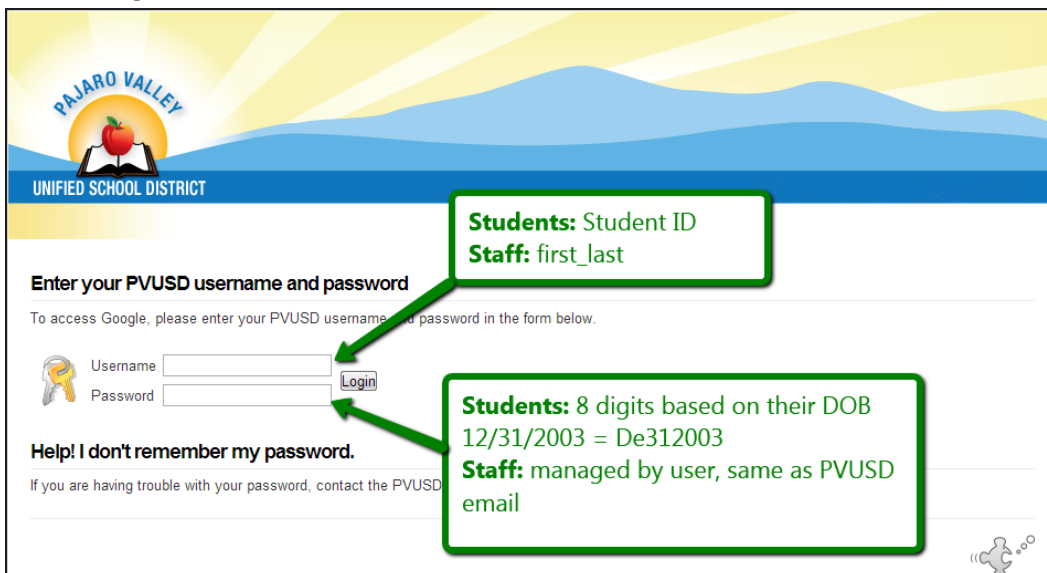 PAJARO VALLEY
UNIFIED SCHOOL DISTRICT
Students: Student ID
Staff: first_last
Enter your PVUSD username and password
To access Google, please enter your PVUSD username and password in the form below.
Username
Login
Password
Students: 8 digits based on their DOB
12/31/2003 = De312003
Staff: managed by user, same as PVUSD
email
Help! I don't remember my password.
If you are having trouble with your password, contact the PVUSD